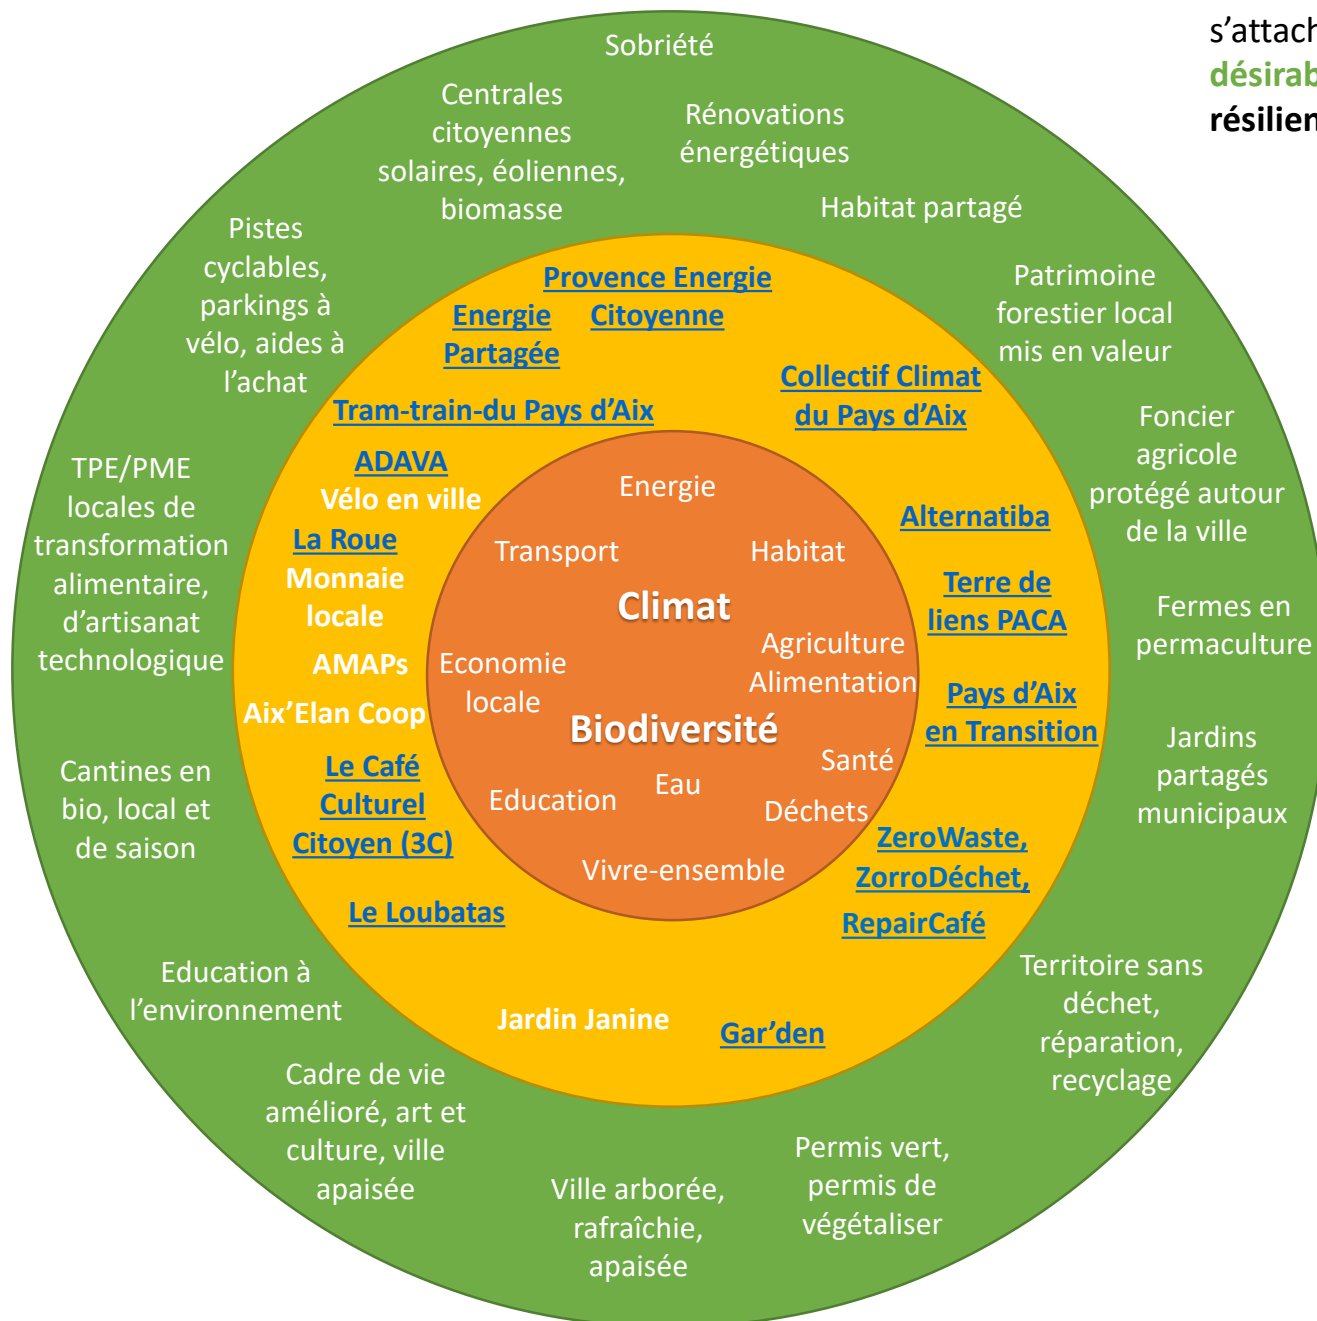 s’attach
désirab
résilien
Sobriété
Centrales
citoyennes
solaires, éoliennes,
biomasse
Rénovations
énergétiques
Habitat partagé
Pistes
cyclables,
parkings à
vélo, aides à
l’achat
Patrimoine
forestier local
mis en valeur
TPE/PME
locales de
transformation
alimentaire,
d’artisanat
technologique
Foncier
agricole
protégé autour
de la ville
Fermes en
permaculture
Cantines en
bio, local et
de saison
Jardins
partagés
municipaux
Education à
l’environnement
Territoire sans
déchet,
réparation,
recyclage
Cadre de vie
amélioré, art et
culture, ville
apaisée
Ville arborée,
rafraîchie,
apaisée
Permis vert,
permis de
végétaliser
Provence Energie
Citoyenne
Energie
Partagée
Collectif Climat
du Pays d’Aix
Tram-train-du Pays d’Aix
ADAVA
Vélo en ville
La Roue
Monnaie
locale
AMAPs
Aix’Elan Coop
Le Café
Culturel
Citoyen (3C)
Le Loubatas
Jardin Janine
Gar’den
Alternatiba
Terre de
liens PACA
Pays d’Aix
en Transition
ZeroWaste,
ZorroDéchet,
RepairCafé
Energie
Transport
Habitat
Climat
Economie
locale
Agriculture
Alimentation
Biodiversité
Santé
Eau
Education
Déchets
Vivre-ensemble